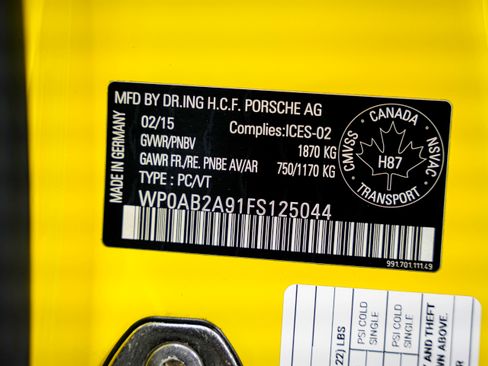 MFD BY DR.ING H.C.F. PORSCHE AG
MADE IN GERMANY
02/15
Complies:ICES-02
GVWR/PNBV
1870 KG
GAWR FR./RE. PNBE AV/AR
750/1170 KG
TYPE : PC/VT
WP0AB2A91FS125044
991.701.111.49
CANADA
CMVSS
NSVAC
H87
TRANSPORT
22) LBS
PSI COLD
SINGLE
PSI COLD
SINGLE
Y AND THEFT
WN ABOVE.